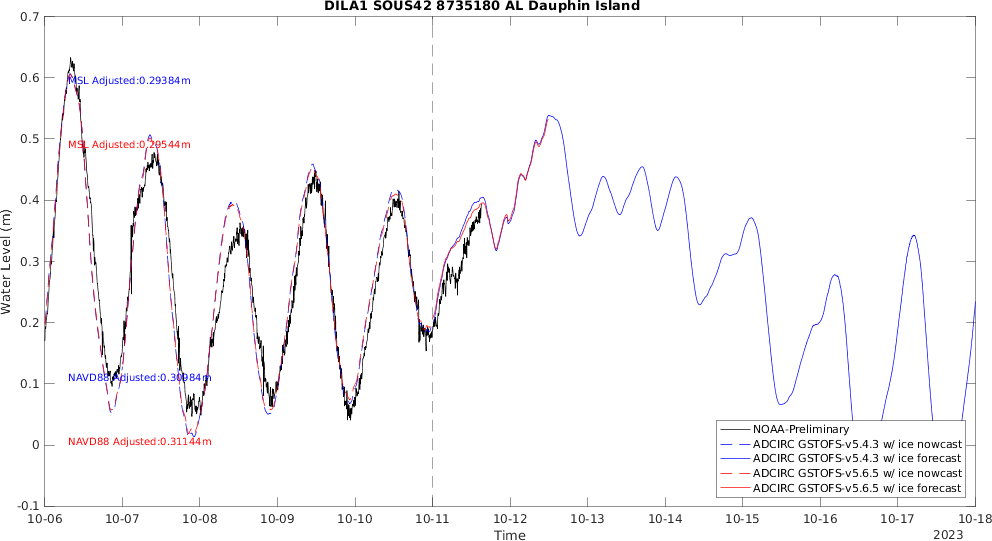 DILA1 SOUS42 8735180 AL Dauphin Island
0.7
0.6
0.5
0.4
0.3
0.2
0.1
0
-0.1
Water Level (m)
MSL Adjusted:0.29384m
MSL Adjusted:0.29544m
NAVD88 Adjusted:0.30984m
NAVD88 Adjusted:0.31144m
NOAA-Preliminary
ADCIRC GSTOFS-v5.4.3 w/ ice nowcast
ADCIRC GSTOFS-v5.4.3 w/ ice forecast
ADCIRC GSTOFS-v5.6.5 w/ ice nowcast
ADCIRC GSTOFS-v5.6.5 w/ ice forecast
10-06 10-07 10-08 10-09 10-10 10-11 10-12 10-13 10-14 10-15 10-16 10-17 10-18
Time
2023